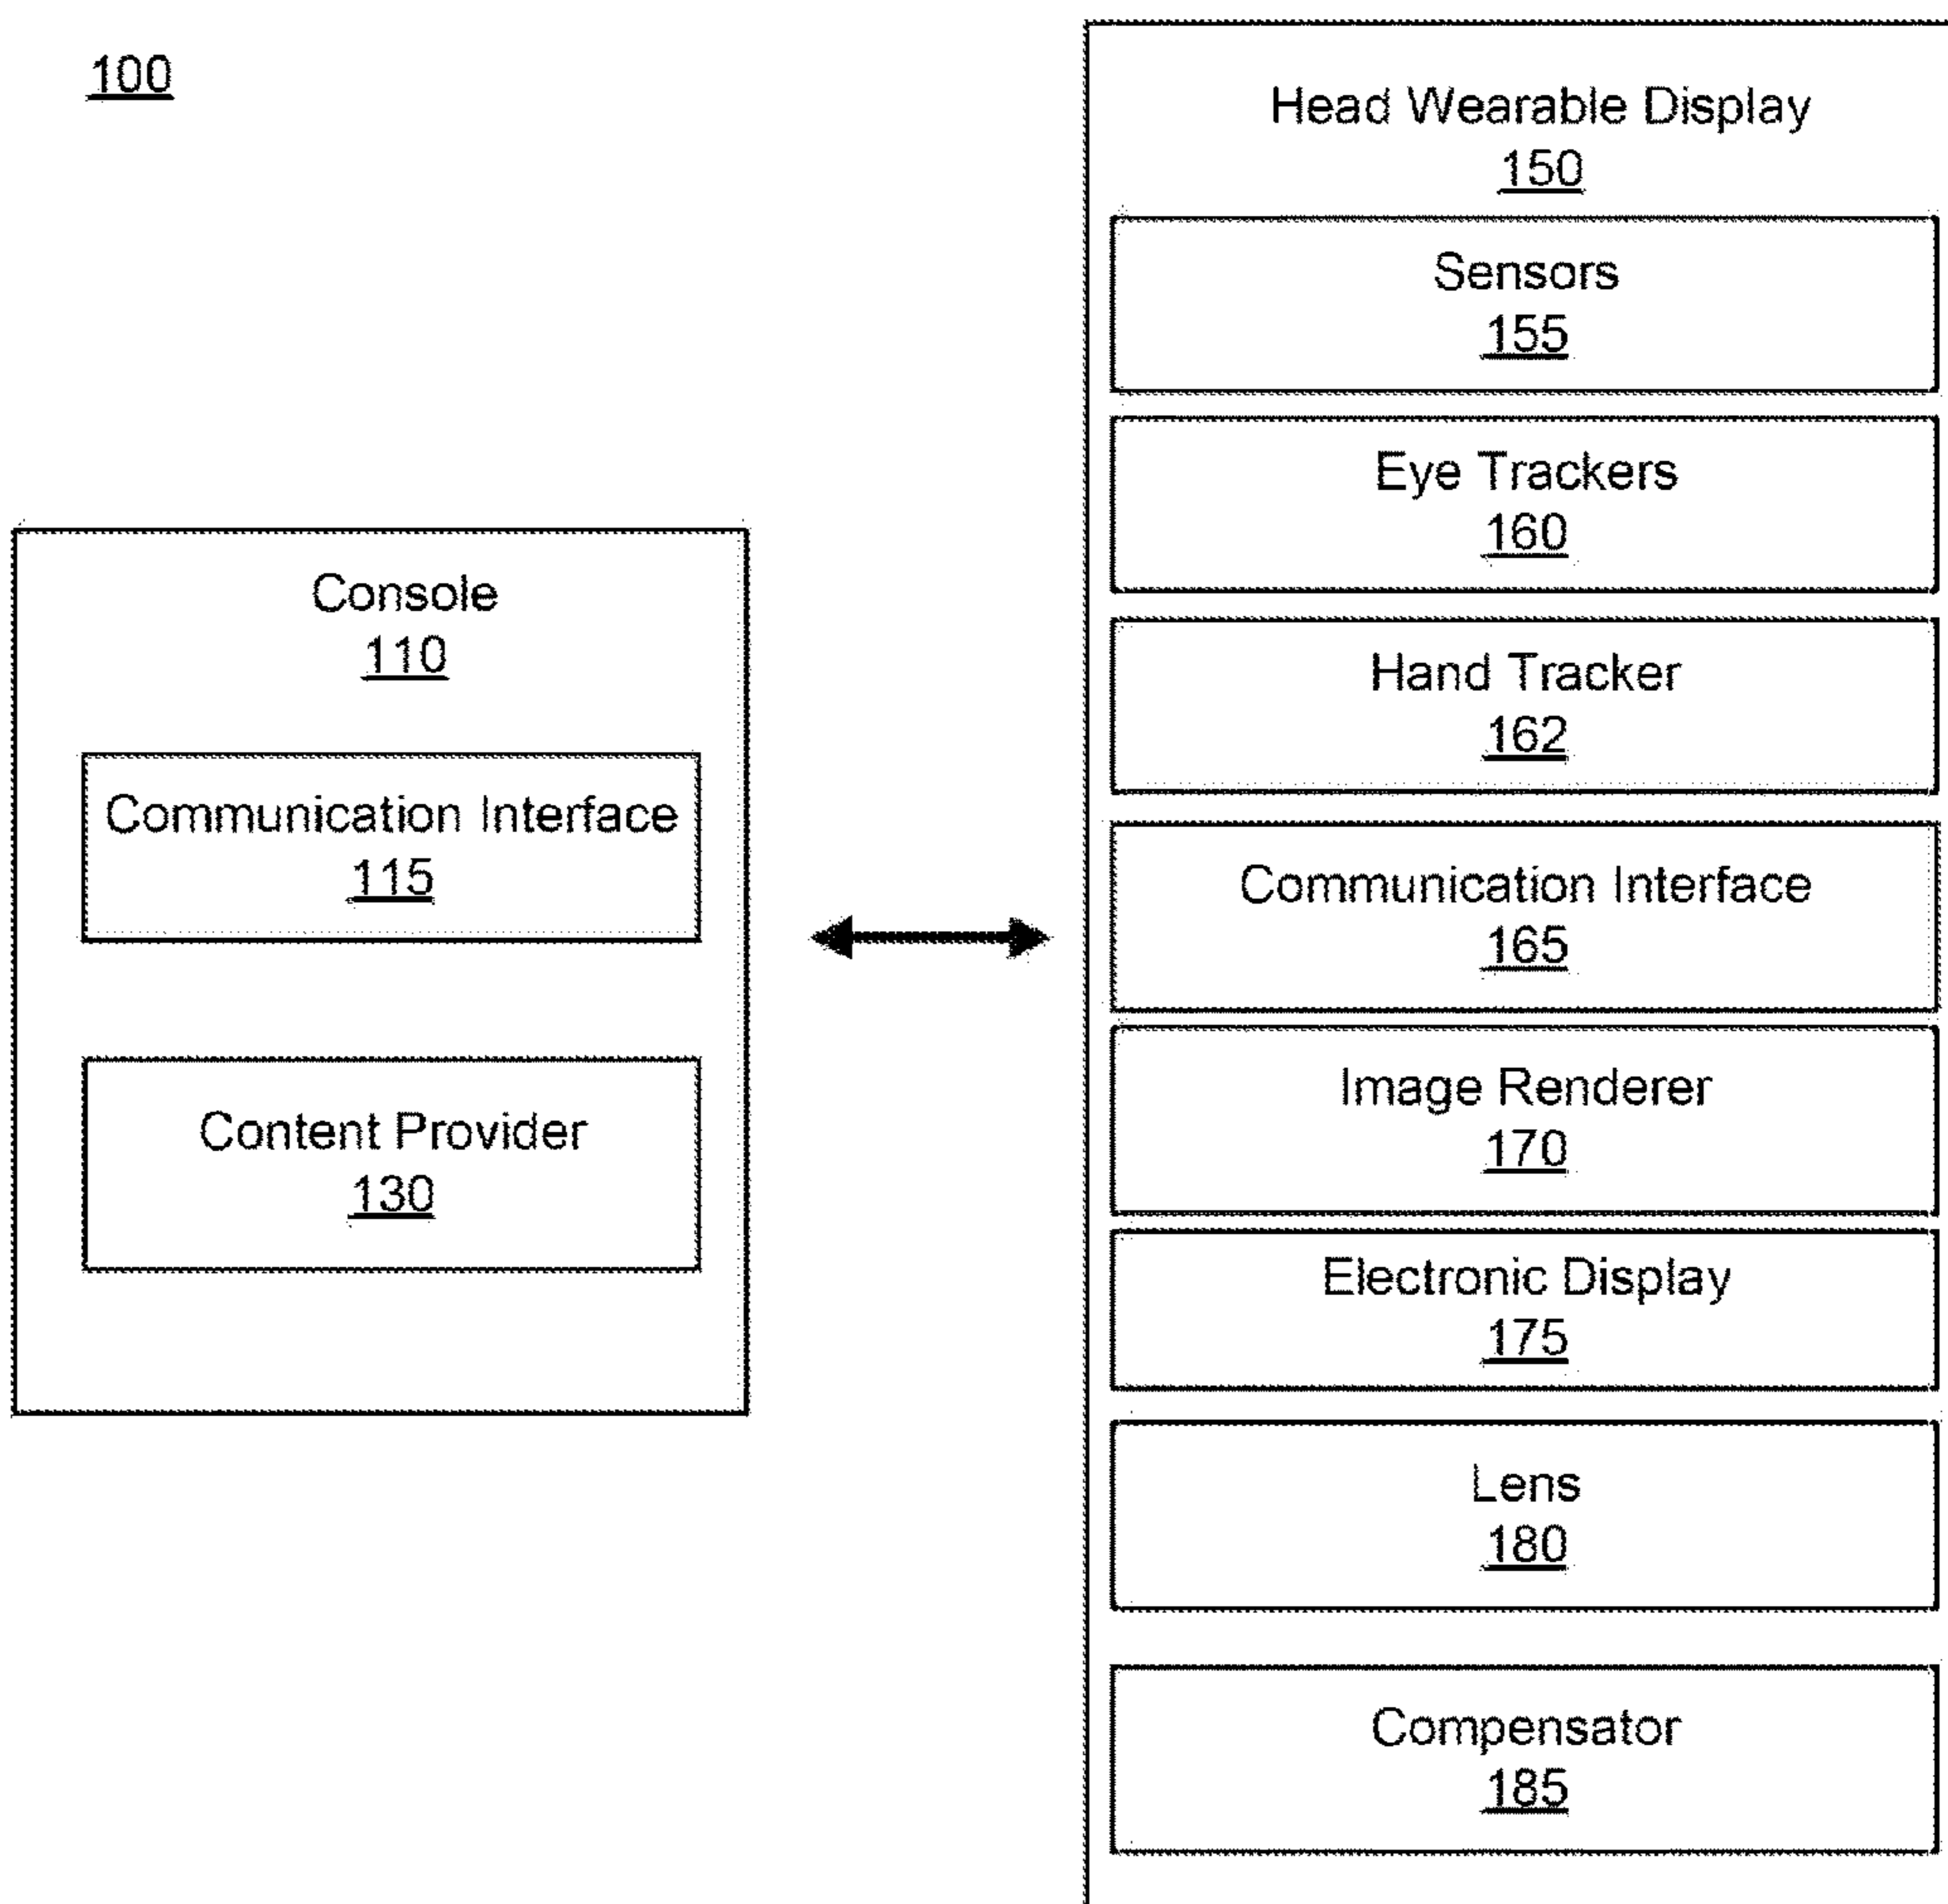 100
Console
110
Communication Interface
115
Content Provider
130
Head Wearable Display
150
Sensors
155
Eye Trackers
160
Hand Tracker
162
Communication Interface
165
Image Renderer
170
Electronic Display
175
Lens
180
Compensator
185